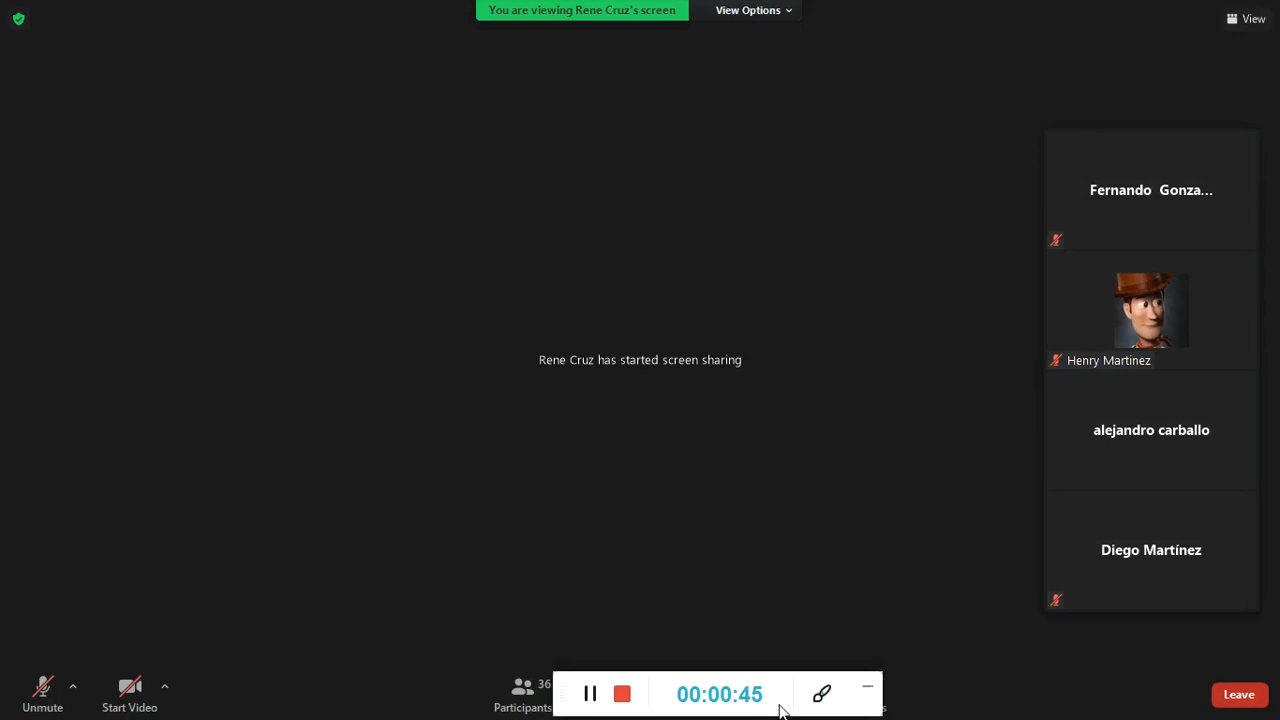 You are viewing Rene Cruz's screen
View Options
View
Fernando Gonza...
Henry Martinez
Rene Cruz has started screen sharing
alejandro carballo
Diego Martínez
Unmute
Start Video
Participants
36
00:00:45
Leave